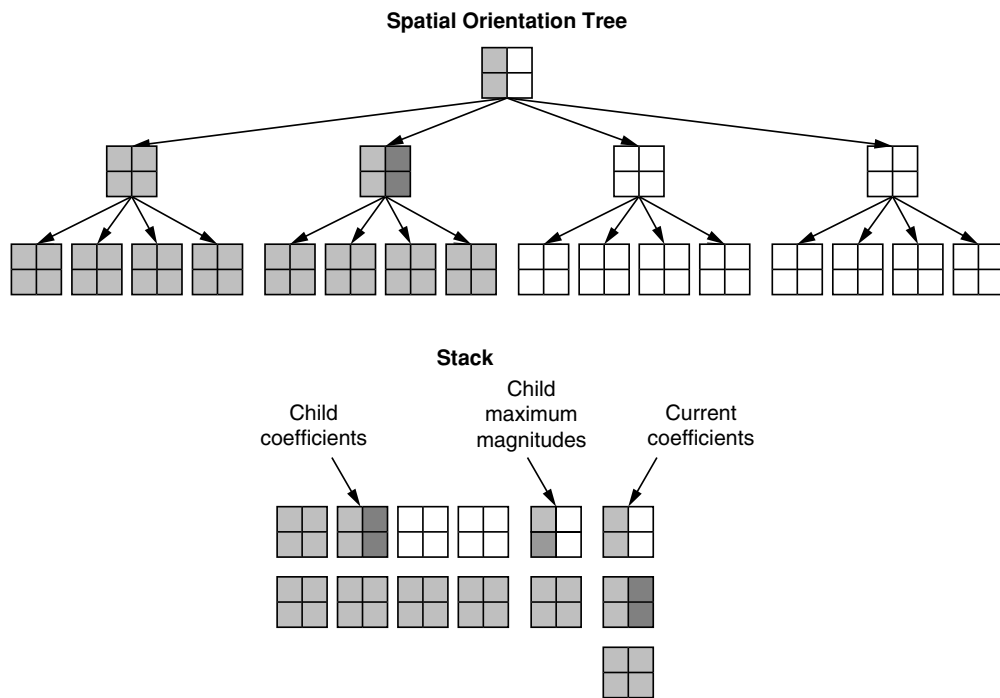 Spatial Orientation Tree
Stack
Child
coefficients
Child
maximum
magnitudes
Current
coefficients